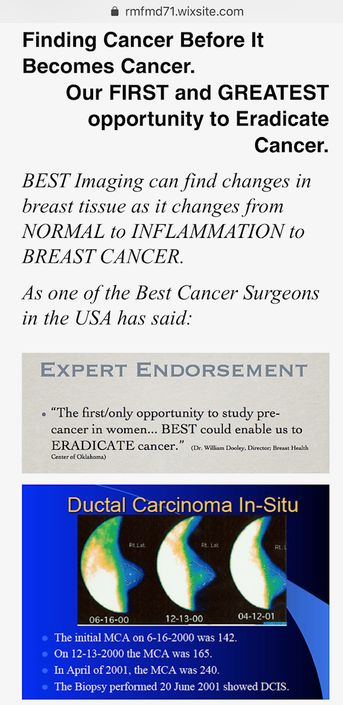 rmfmd71.wixsite.com
Finding Cancer Before It
Becomes Cancer.
Our FIRST and GREATEST
opportunity to Eradicate
Cancer.
BEST Imaging can find changes in
breast tissue as it changes from
NORMAL to INFLAMMATION to
BREAST CANCER.
As one of the Best Cancer Surgeons
in the USA has said:
EXPERT ENDORSEMENT
• “The first/only opportunity to study pre-
cancer in women... BEST could enable us to
ERADICATE cancer.” (Dr. William Dooley, Director; Breast Health
Center of Oklahoma)
Ductal Carcinoma In-Situ
Rt. Lat. Rt. Lat. Rt. L
06-16-00 12-13-00 04-12-01
The initial MCA on 6-16-2000 was 142.
On 12-13-2000 the MCA was 165.
In April of 2001, the MCA was 240.
The Biopsy performed 20 June 2001 showed DCIS.